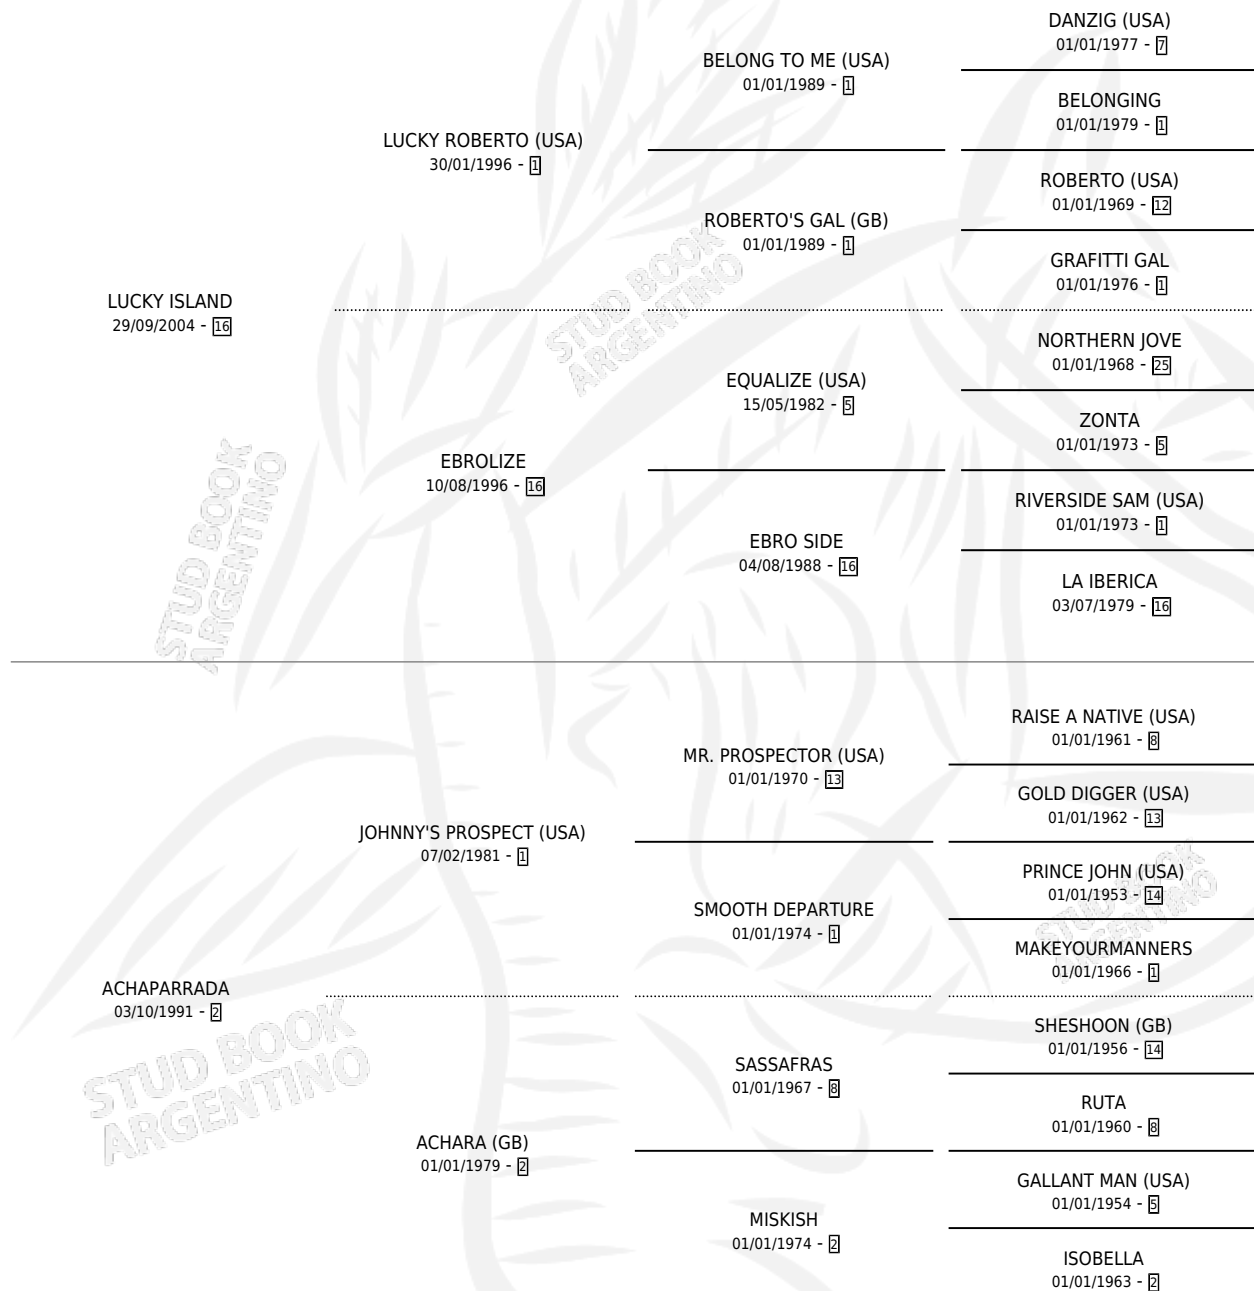 DANZIG (USA)
01/01/1977 - 7
BELONG TO ME (USA)
01/01/1989 - 1
BELONGING
01/01/1979 - 1
LUCKY ROBERTO (USA)
30/01/1996 - 1
ROBERTO (USA)
01/01/1969 - 12
ROBERTO'S GAL (GB)
01/01/1989 - 1
GRAFITTI GAL
01/01/1976 - 1
LUCKY ISLAND
29/09/2004 - 16
STUD BOOK
ARGENTINO
NORTHERN JOVE
01/01/1968 - 25
EQUALIZE (USA)
15/05/1982 - 5
ZONTA
01/01/1973 - 5
EBROLIZE
10/08/1996 - 16
STUD BOOK
ARGENTINO
RIVERSIDE SAM (USA)
01/01/1973 - 1
EBRO SIDE
04/08/1988 - 16
LA IBERICA
03/07/1979 - 16
RAISE A NATIVE (USA)
01/01/1961 - 8
MR. PROSPECTOR (USA)
01/01/1970 - 13
GOLD DIGGER (USA)
01/01/1962 - 13
JOHNNY'S PROSPECT (USA)
07/02/1981 - 1
PRINCE JOHN (USA)
01/01/1953 - 14
STUD BOOK
ARGENTINO
SMOOTH DEPARTURE
01/01/1974 - 1
MAKEYOURMANNERS
01/01/1966 - 1
ACHAPARRADA
03/10/1991 - 2
STUD BOOK
ARGENTINO
SHESHOON (GB)
01/01/1956 - 14
SASSAFRAS
01/01/1967 - 8
RUTA
01/01/1960 - 8
ACHARA (GB)
01/01/1979 - 2
GALLANT MAN (USA)
01/01/1954 - 5
MISKISH
01/01/1974 - 2
ISOBELLA
01/01/1963 - 2